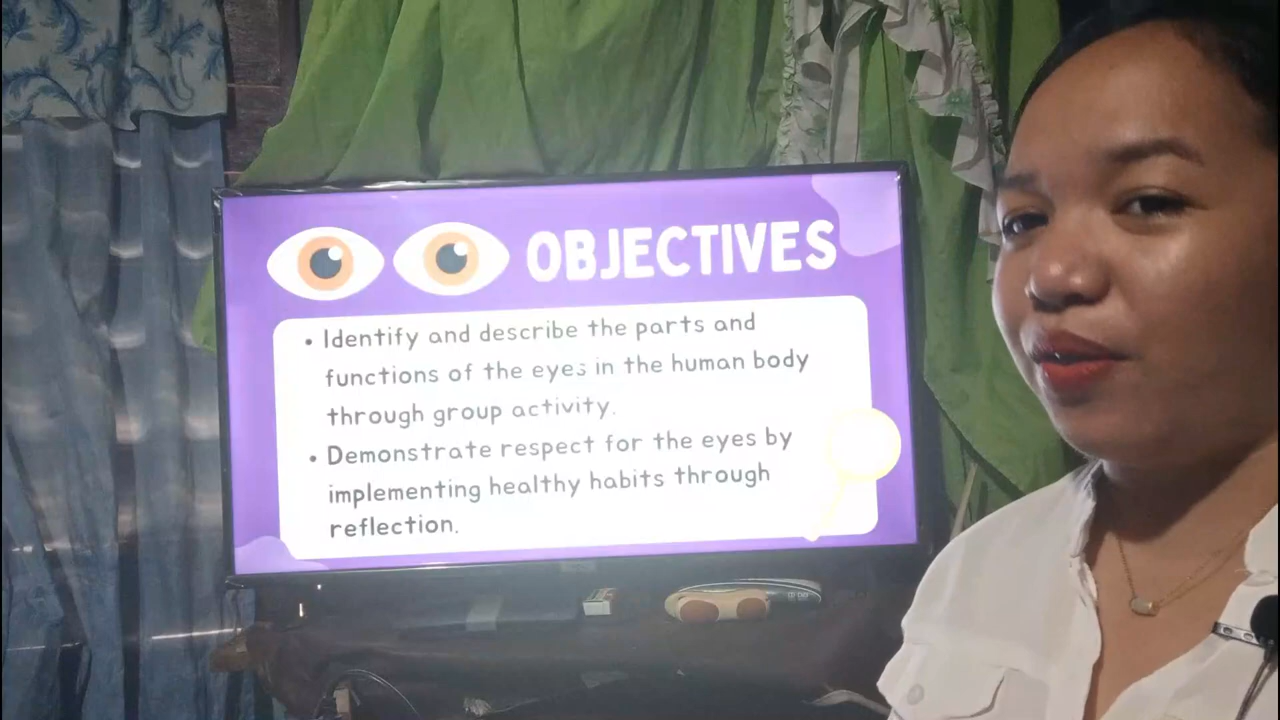 OBJECTIVES
• Identify and describe the parts and
functions of the eyes in the human body
through group activity.
• Demonstrate respect for the eyes by
implementing healthy habits through
reflection.